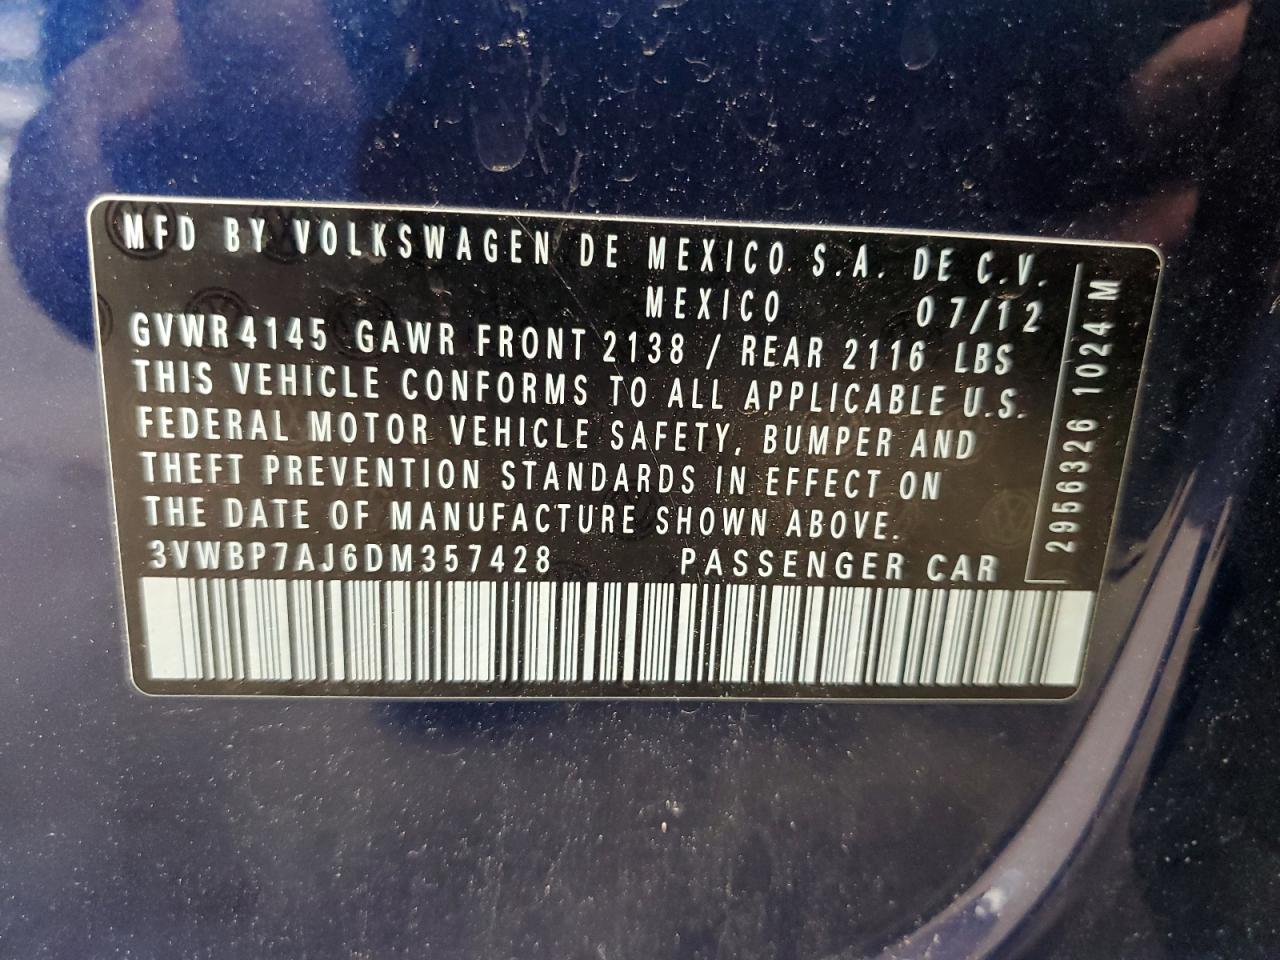 MFD BY VOLKSWAGEN DE MEXICO S.A. DE C.V.
MEXICO 07/12
GVWR 4145 GAWR FRONT 2138 / REAR 2116 LBS
THIS VEHICLE CONFORMS TO ALL APPLICABLE U.S.
FEDERAL MOTOR VEHICLE SAFETY, BUMPER AND
THEFT PREVENTION STANDARDS IN EFFECT ON
THE DATE OF MANUFACTURE SHOWN ABOVE.
3VWBP7AJ6DM357428 PASSENGER CAR
2956326 1024 M